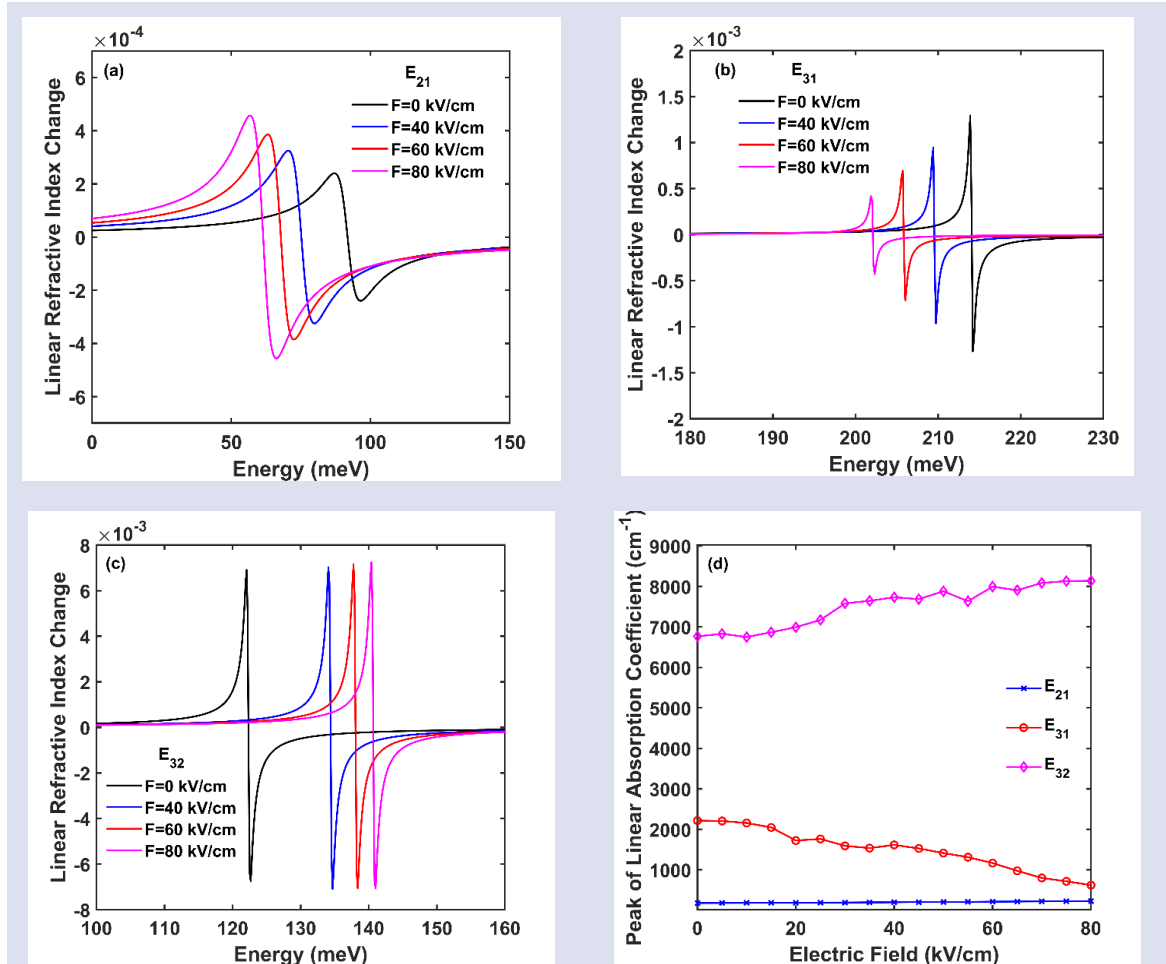 ×10⁻⁴
(a)
E₂₁
F=0 kV/cm
F=40 kV/cm
F=60 kV/cm
F=80 kV/cm
Linear Refractive Index Change
6
4
2
0
-2
-4
-6
0 50 100 150
Energy (meV)
×10⁻³
(b)
E₃₁
F=0 kV/cm
F=40 kV/cm
F=60 kV/cm
F=80 kV/cm
Linear Refractive Index Change
2
1.5
1
0.5
0
-0.5
-1
-1.5
-2
180 190 200 210 220 230
Energy (meV)
×10⁻³
(c)
E₃₂
F=0 kV/cm
F=40 kV/cm
F=60 kV/cm
F=80 kV/cm
Linear Refractive Index Change
8
6
4
2
0
-2
-4
-6
-8
100 110 120 130 140 150 160
Energy (meV)
(d)
E₂₁
E₃₁
E₃₂
Peak of Linear Absorption Coefficient (cm⁻¹)
9000
8000
7000
6000
5000
4000
3000
2000
1000
0 20 40 60 80
Electric Field (kV/cm)